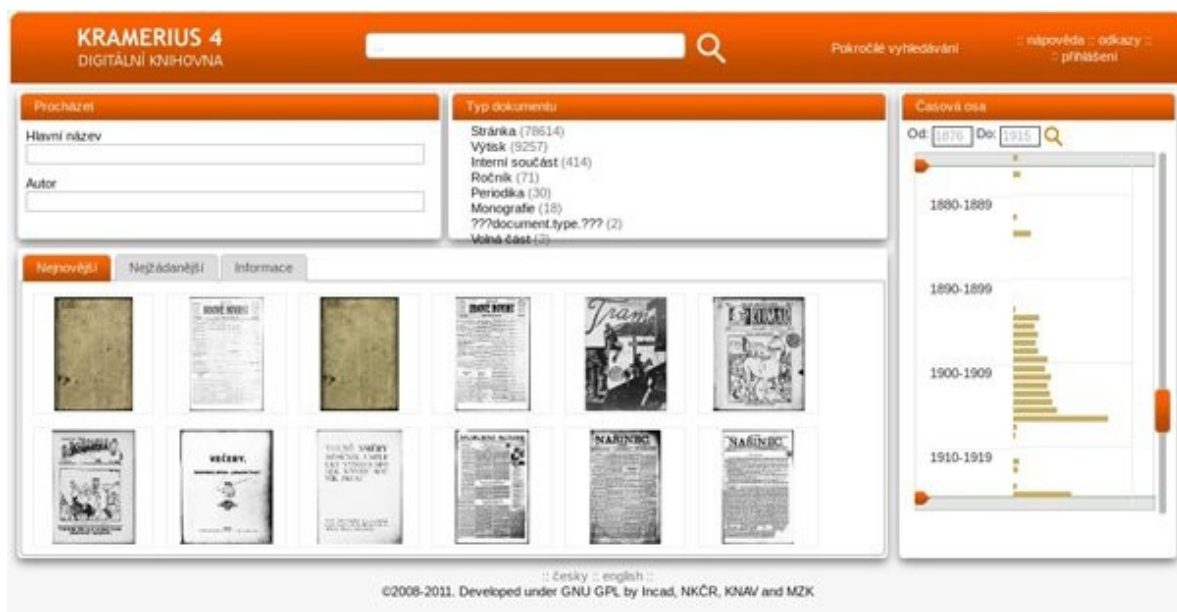 KRAMERIUS 4
DIGITÁLNÍ KNIHOVNA
...
Pokročilé vyhledávání
:: nápověda :: odkazy ::
:: přihlášení
Procházet
Hlavní název
Autor
Typ dokumentu
Stránka (78614)
Výtisk (9257)
Interní součást (414)
Ročník (71)
Periodika (30)
Monografie (18)
???document.type.??? (2)
Volná část (2)
Časová osa
Od: 1876 Do: 1915
1880-1889
1890-1899
1900-1909
1910-1919
Nejnovější Nejžádanější Informace
Tramp
VEČERY.
NAŠINEC.
NAŠINEC.
:: česky :: english ::
©2008-2011. Developed under GNU GPL by Incad, NKČR, KNAV and MZK